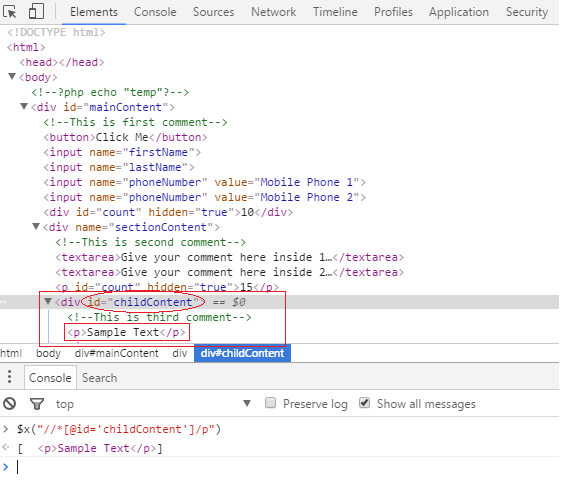 Elements Console Sources Network Timeline Profiles Application Security
<!DOCTYPE html>
<html>
<head></head>
<body>
<!--?php echo "temp"?-->
<div id="mainContent">
<!--This is first comment-->
<button>Click Me</button>
<input name="firstName">
<input name="lastName">
<input name="phoneNumber" value="Mobile Phone 1">
<input name="phoneNumber" value="Mobile Phone 2">
<div id="count" hidden="true">10</div>
<div name="sectionContent">
<!--This is second comment-->
<textarea>Give your comment here inside 1…</textarea>
<textarea>Give your comment here inside 2…</textarea>
<p id="count" hidden="true">15</p>
<div id="childContent" == $0
<!--This is third comment-->
<p>Sample Text</p>
html body div#mainContent div div#childContent
Console Search
top Preserve log Show all messages
> $x("//*[@id='childContent']/p")
[ <p>Sample Text</p>]
>